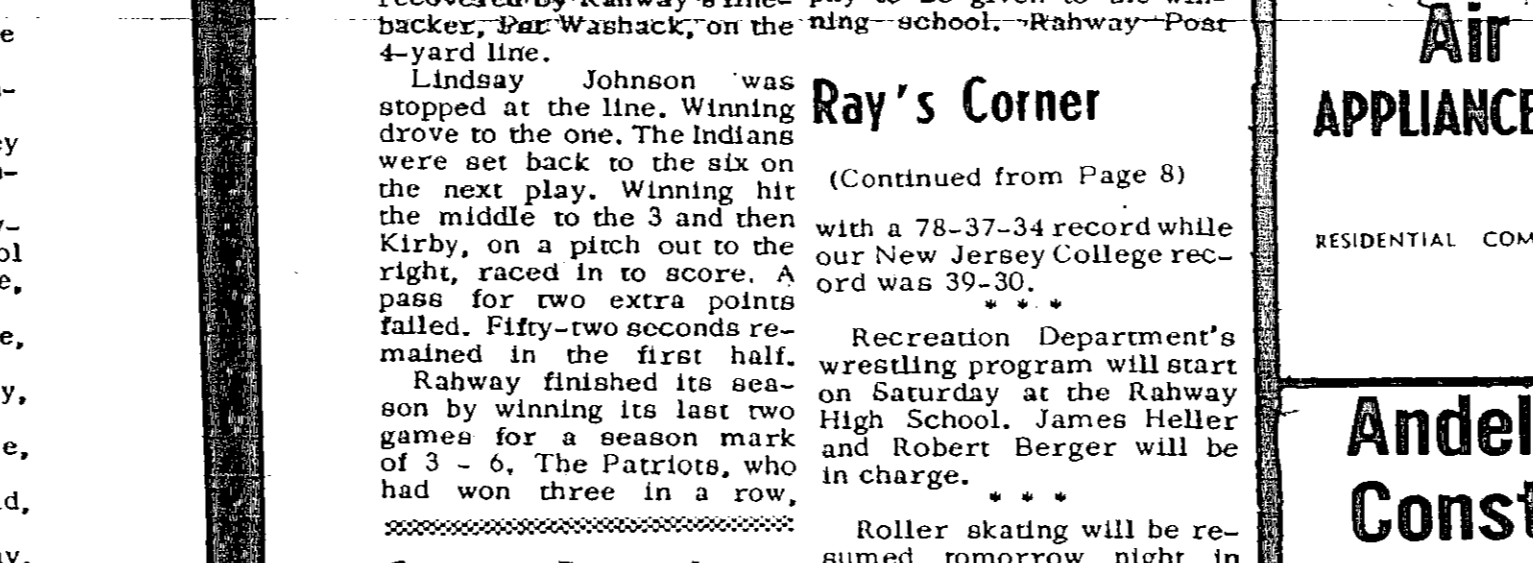 e
-
ey
-
y-
ol
e,
e,
y,
e,
d,
y.
backer, Pat Washack, on the
4-yard line.
Lindsay Johnson was
stopped at the line. Winning
drove to the one. The Indians
were set back to the six on
the next play. Winning hit
the middle to the 3 and then
Kirby, on a pitch out to the
right, raced in to score. A
pass for two extra points
failed. Fifty-two seconds re-
mained in the first half.
Rahway finished its sea-
son by winning its last two
games for a season mark
of 3 - 6. The Patriots, who
had won three in a row,
ning school. Rahway Post
Ray's Corner
(Continued from Page 8)
with a 78-37-34 record while
our New Jersey College rec-
ord was 39-30.
* * *
Recreation Department's
wrestling program will start
on Saturday at the Rahway
High School. James Heller
and Robert Berger will be
in charge.
* * *
Roller skating will be re-
sumed tomorrow night in
Air
APPLIANCE
RESIDENTIAL COM
Andel
Const